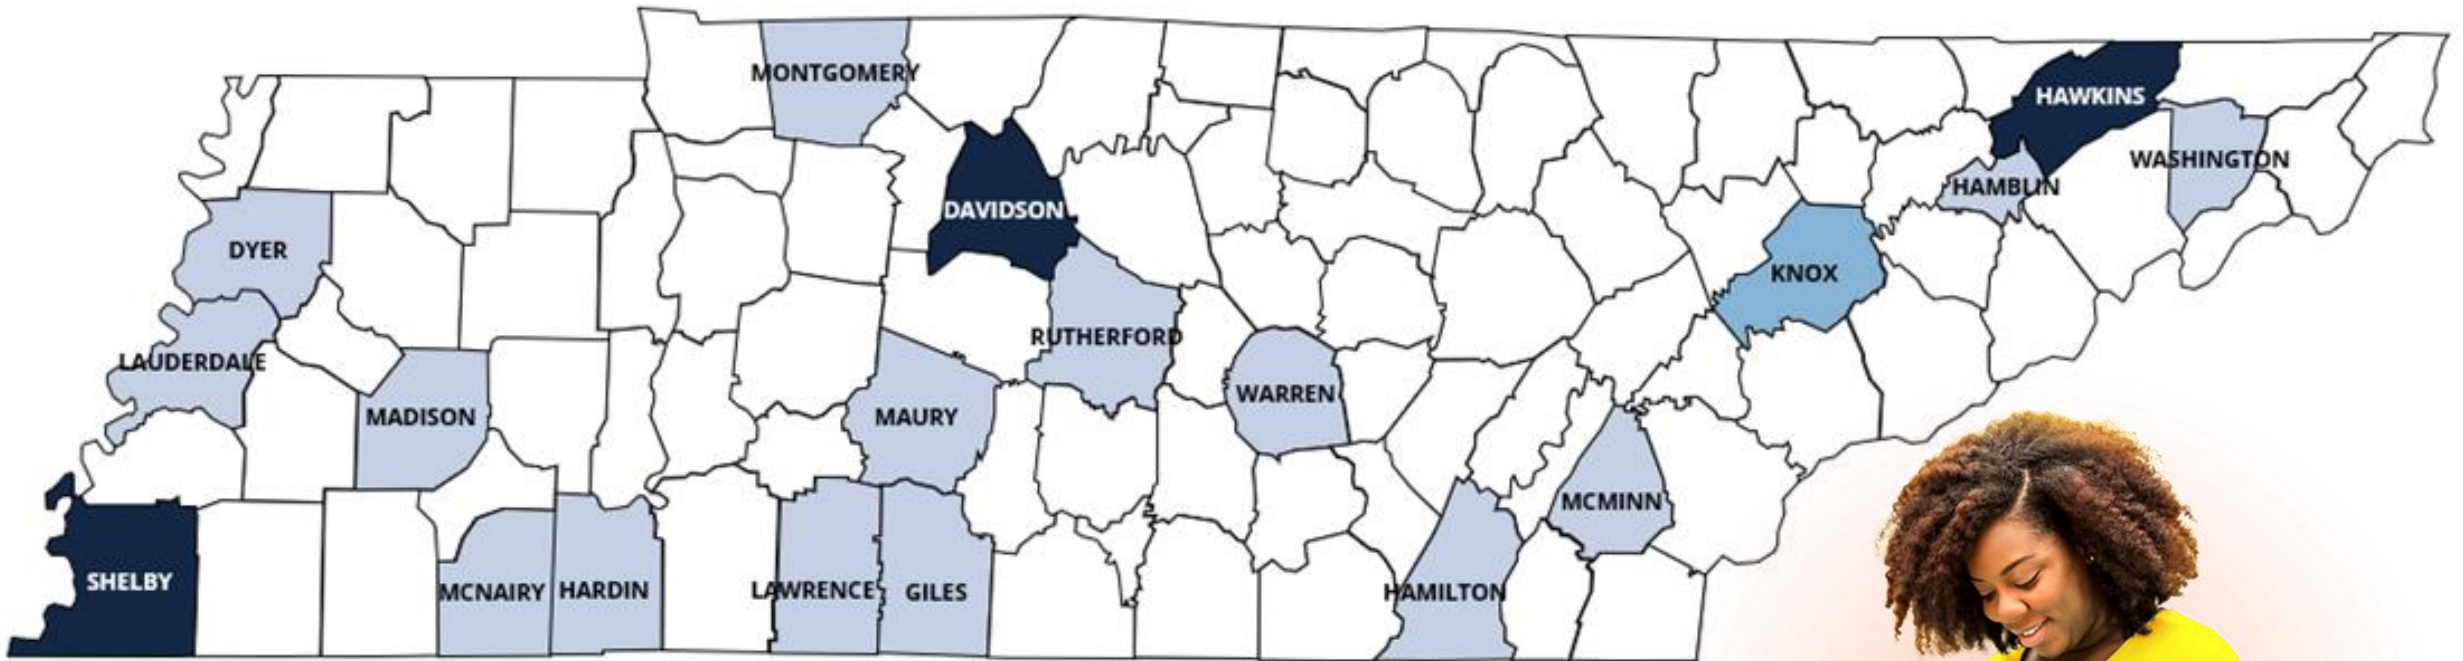 MONTGOMERY
HAWKINS
WASHINGTON
HAMBLIN
DAVIDSON
DYER
KNOX
RUTHERFORD
LAUDERDALE
WARREN
MADISON
MAURY
MCMINN
SHELBY
MCNAIRY
HARDIN
LAWRENCE
GILES
HAMILTON